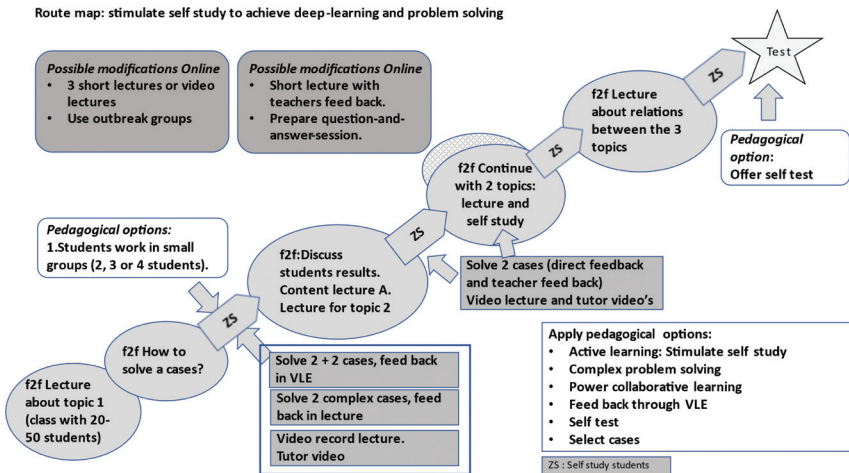 Route map: stimulate self study to achieve deep-learning and problem solving
Possible modifications Online
• 3 short lectures or video
lectures
• Use outbreak groups
Possible modifications Online
• Short lecture with
teachers feed back.
• Prepare question-and-
answer-session.
Test
ZS
f2f Lecture
about relations
between the 3
topics
Pedagogical
option:
Offer self test
ZS
f2f Continue
with 2 topics:
lecture and
self study
Pedagogical options:
1.Students work in small
groups (2, 3 or 4 students).
ZS
f2f:Discuss
students results.
Content lecture A.
Lecture for topic 2
Solve 2 cases (direct feedback
and teacher feed back)
Video lecture and tutor video's
ZS
f2f How to
solve a cases?
f2f Lecture
about topic 1
(class with 20-
50 students)
Solve 2 + 2 cases, feed back
in VLE
Solve 2 complex cases, feed
back in lecture
Video record lecture.
Tutor video
Apply pedagogical options:
• Active learning: Stimulate self study
• Complex problem solving
• Power collaborative learning
• Feed back through VLE
• Self test
• Select cases
ZS : Self study students